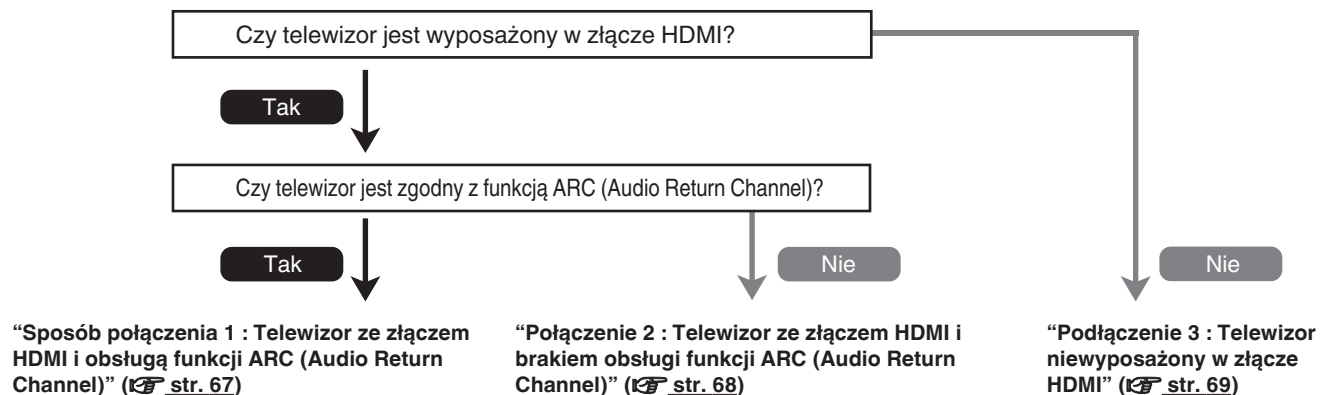 Czy telewizor jest wyposażony w złącze HDMI?
Tak
Czy telewizor jest zgodny z funkcją ARC (Audio Return Channel)?
Tak
Nie
Nie
“Sposób połączenia 1 : Telewizor ze złączem
HDMI i obsługą funkcji ARC (Audio Return
Channel)” (☞ str. 67)
“Połączenie 2 : Telewizor ze złączem HDMI i
brakiem obsługi funkcji ARC (Audio Return
Channel)” (☞ str. 68)
“Podłączenie 3 : Telewizor
niewyposażony w złącze
HDMI” (☞ str. 69)